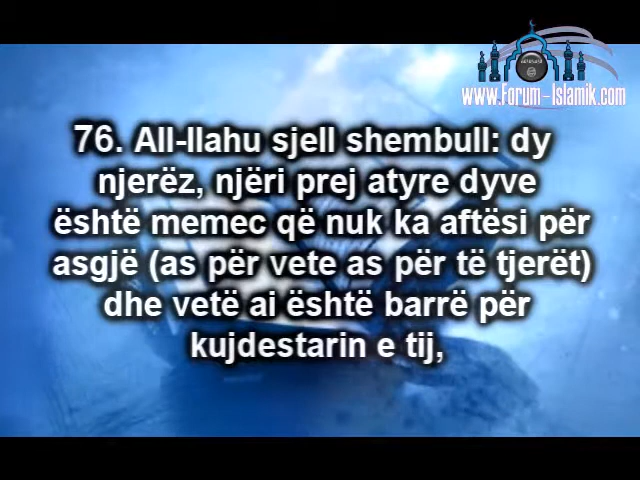 www.Forum-Islamik.com
76. All-llahu sjell shembull: dy
njerëz, njëri prej atyre dyve
është memec që nuk ka aftësi për
asgjë (as për vete as për të tjerët)
dhe vetë ai është barrë për
kujdestarin e tij,